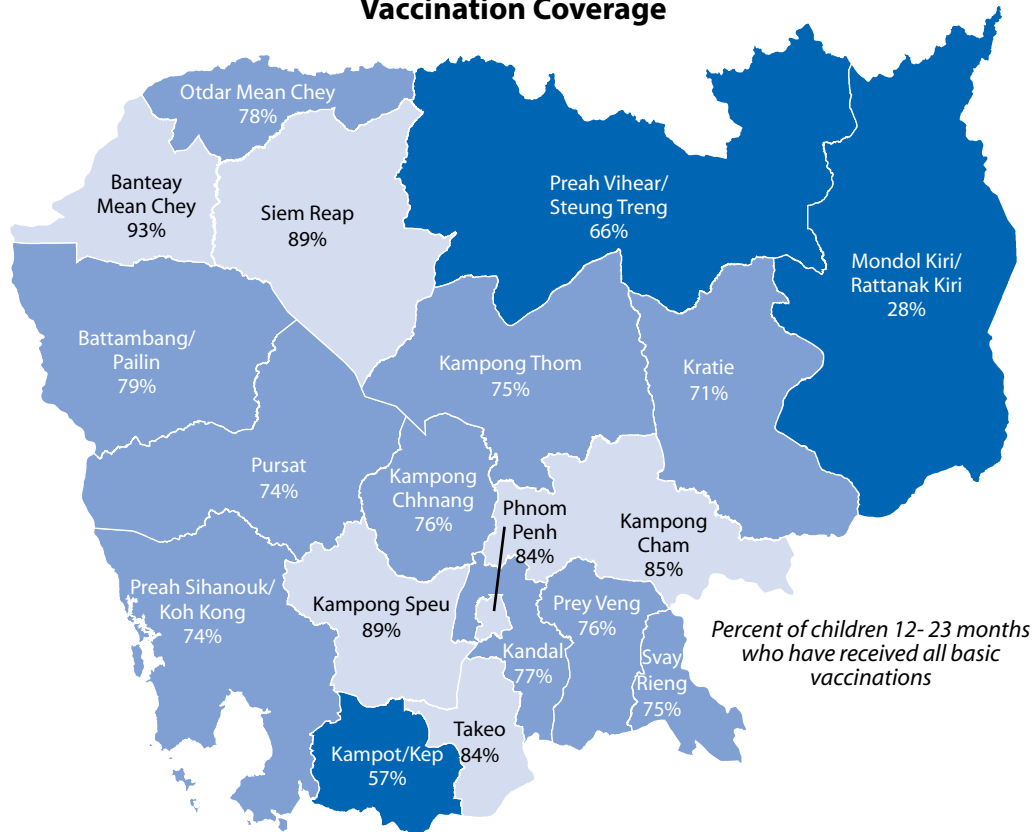 Vaccination Coverage
Otdar Mean Chey
78%
Banteay
Mean Chey
93%
Siem Reap
89%
Preah Vihear/
Steung Treng
66%
Mondol Kiri/
Rattanak Kiri
28%
Battambang/
Pailin
79%
Kampong Thom
75%
Kratie
71%
Pursat
74%
Kampong
Chhnang
76%
Phnom
Penh
84%
Kampong
Cham
85%
Preah Sihanouk/
Koh Kong
74%
Kampong Speu
89%
Prey Veng
76%
Kandal
77%
Svay
Rieng
75%
Percent of children 12- 23 months
who have received all basic
vaccinations
Takeo
84%
Kampot/Kep
57%